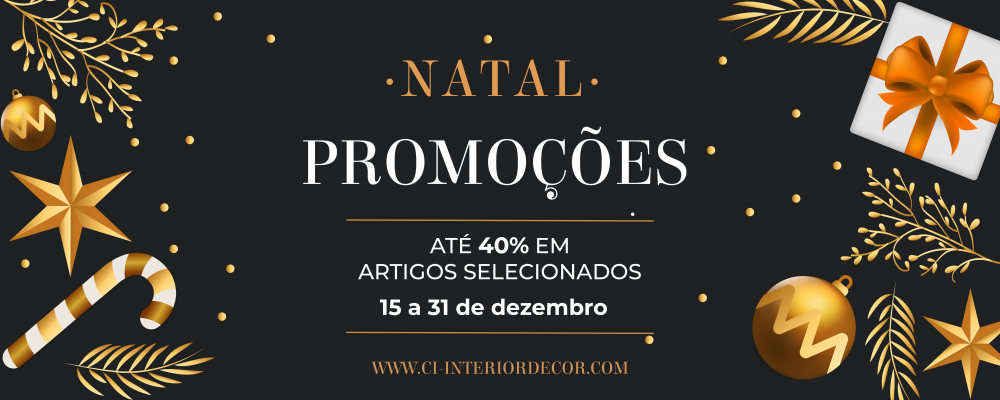 ·NATAL·
PROMOÇÕES
ATÉ 40% EM
ARTIGOS SELECIONADOS
15 a 31 de dezembro
WWW.CI-INTERIORDECOR.COM